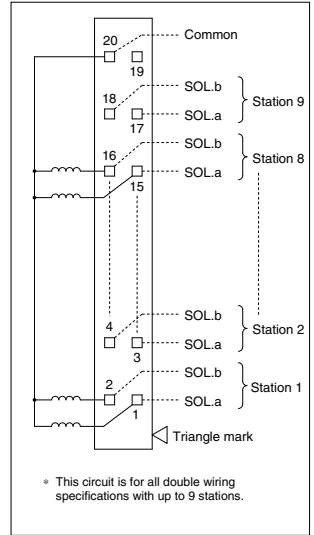 20 Common
19
18 SOL.b
17 SOL.a
Station 9
16 SOL.b
15 SOL.a
Station 8
4 SOL.b
3 SOL.a
Station 2
2 SOL.b
1 SOL.a
Station 1
Triangle mark
* This circuit is for all double wiring
specifications with up to 9 stations.